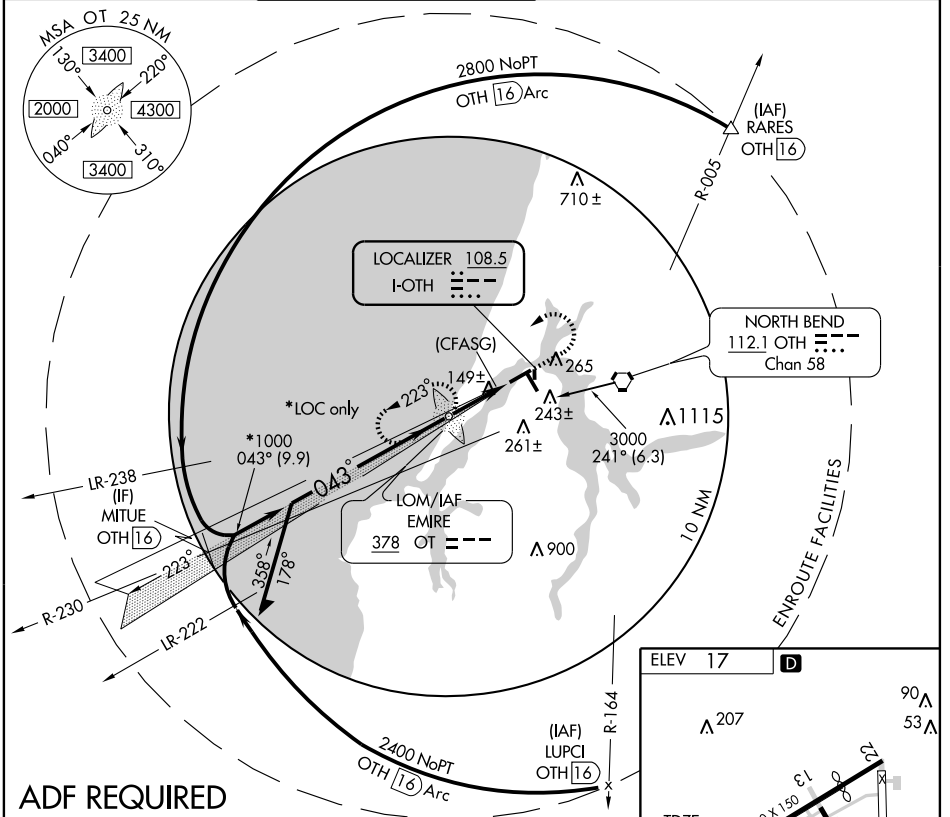 MSA OT 25 NM
3400
130°
220°
2000
4300
040°
310°
3400
2800 NoPT
OTH 16 Arc
(IAF)
RARES
OTH 16
R-005
710 ±
LOCALIZER 108.5
I-OTH
NORTH BEND
112.1 OTH
Chan 58
(CFASG)
265
149±
223°
*LOC only
243±
261±
1115
3000
241° (6.3)
*1000
043° (9.9)
043°
LR-238
(IF)
MITUE
OTH 16
LOM/IAF
EMIRE
378 OT
900
10 NM
ENROUTE FACILITIES
223°
358°
178°
R-230
LR-222
R-164
(IAF)
LUPCI
OTH 16
2400 NoPT
OTH 16 Arc
ADF REQUIRED
ELEV 17
D
207
90
53
22
13
X
0 X 150